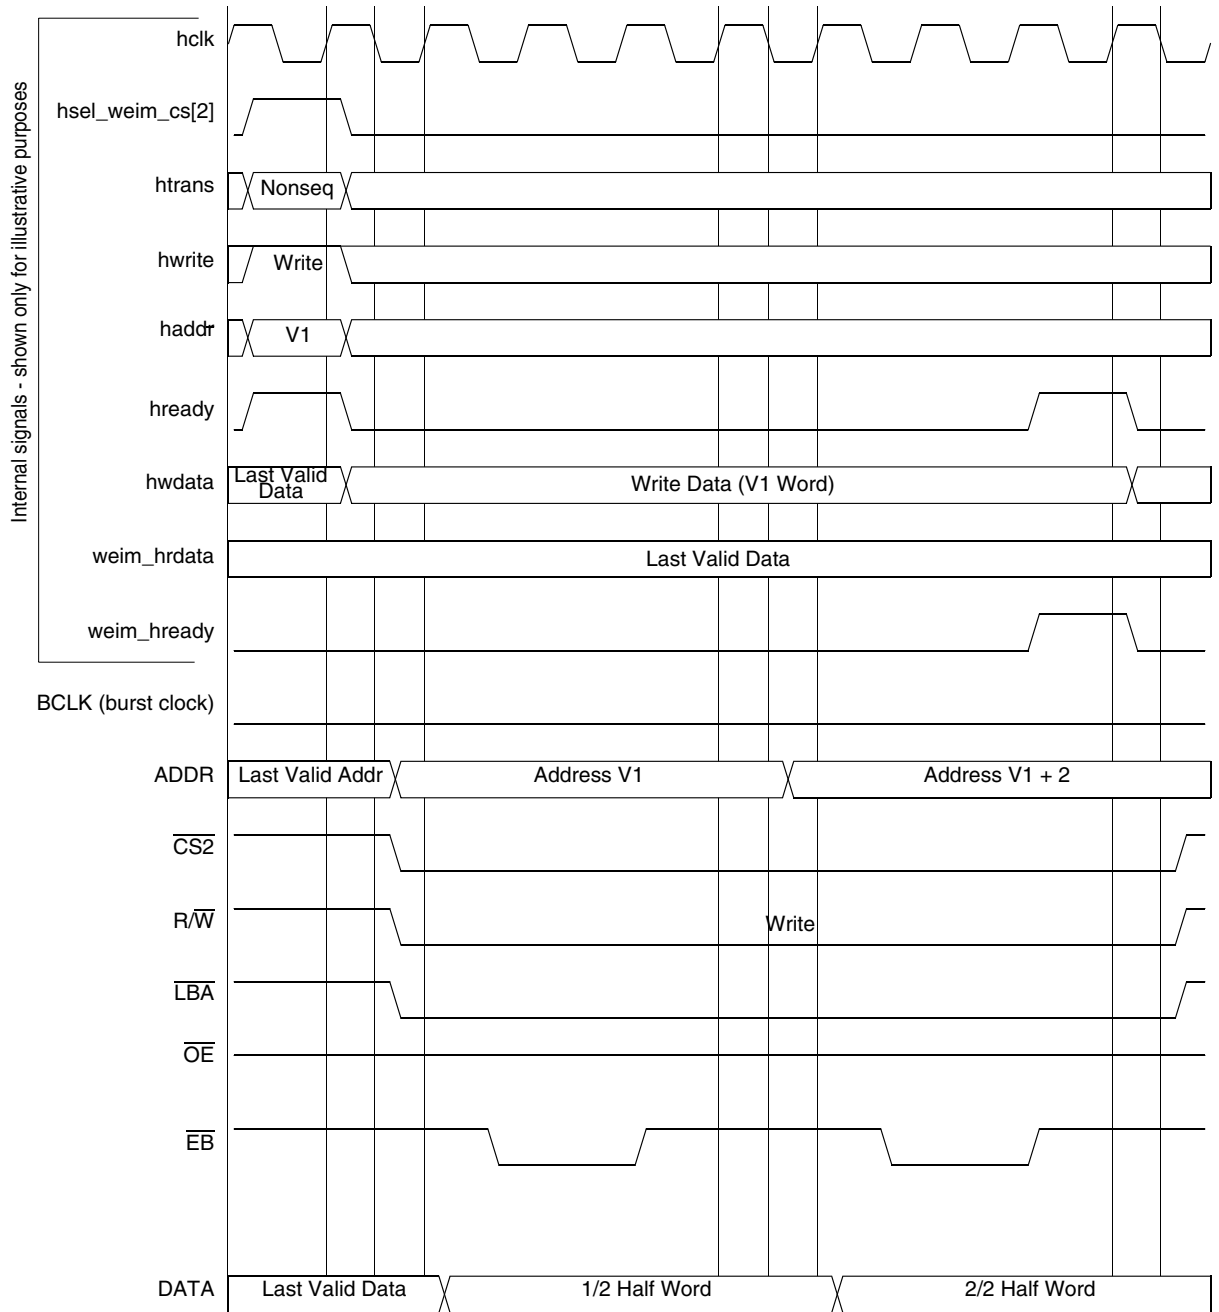 Internal signals - shown only for illustrative purposes
hclk
hsel_weim_cs[2]
htrans Nonseq
hwrite Write
haddr V1
hready
hwdata Last Valid Data Write Data (V1 Word)
weim_hrdata Last Valid Data
weim_hready
BCLK (burst clock)
ADDR Last Valid Addr Address V1 Address V1 + 2
CS2
R/W Write
LBA
OE
EB
DATA Last Valid Data 1/2 Half Word 2/2 Half Word